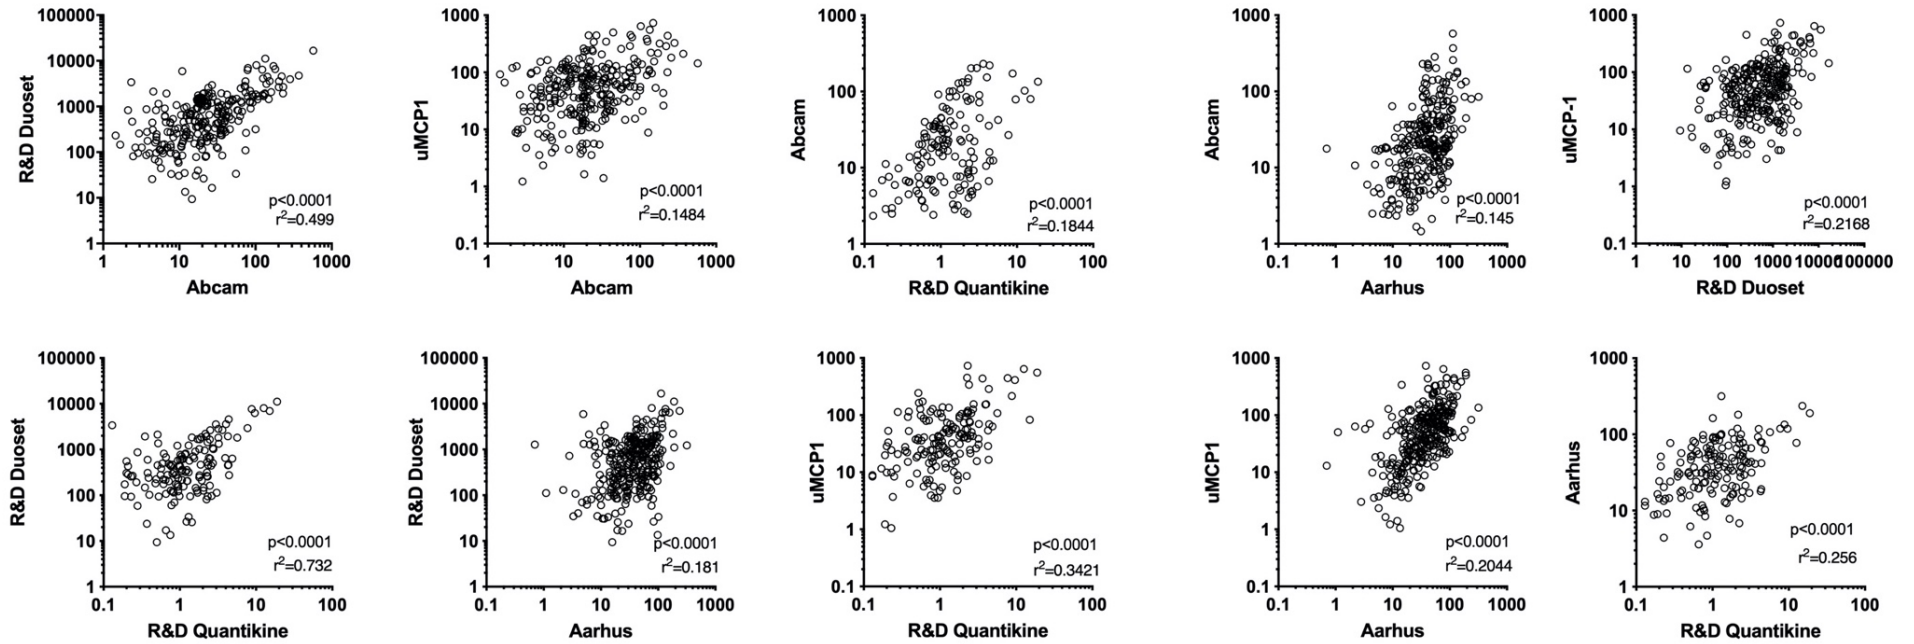 100000
10000
1000
100
10
1
R&D Duoset
p<0.0001
r²=0.499
1 10 100 1000
Abcam
1000
100
10
1
0.1
uMCP1
p<0.0001
r²=0.1484
1 10 100 1000
Abcam
1000
100
10
1
Abcam
p<0.0001
r²=0.1844
0.1 1 10 100
R&D Quantikine
1000
100
10
1
Abcam
p<0.0001
r²=0.145
0.1 1 10 100 1000
Aarhus
1000
100
10
1
0.1
uMCP-1
p<0.0001
r²=0.2168
1 10 100 1000 10000 100000
R&D Duoset
100000
10000
1000
100
10
1
R&D Duoset
p<0.0001
r²=0.732
0.1 1 10 100
R&D Quantikine
100000
10000
1000
100
10
1
R&D Duoset
p<0.0001
r²=0.181
0.1 1 10 100 1000
Aarhus
1000
100
10
1
0.1
uMCP1
p<0.0001
r²=0.3421
0.1 1 10 100
R&D Quantikine
1000
100
10
1
0.1
uMCP1
p<0.0001
r²=0.2044
0.1 1 10 100 1000
Aarhus
1000
100
10
1
Aarhus
p<0.0001
r²=0.256
0.1 1 10 100
R&D Quantikine